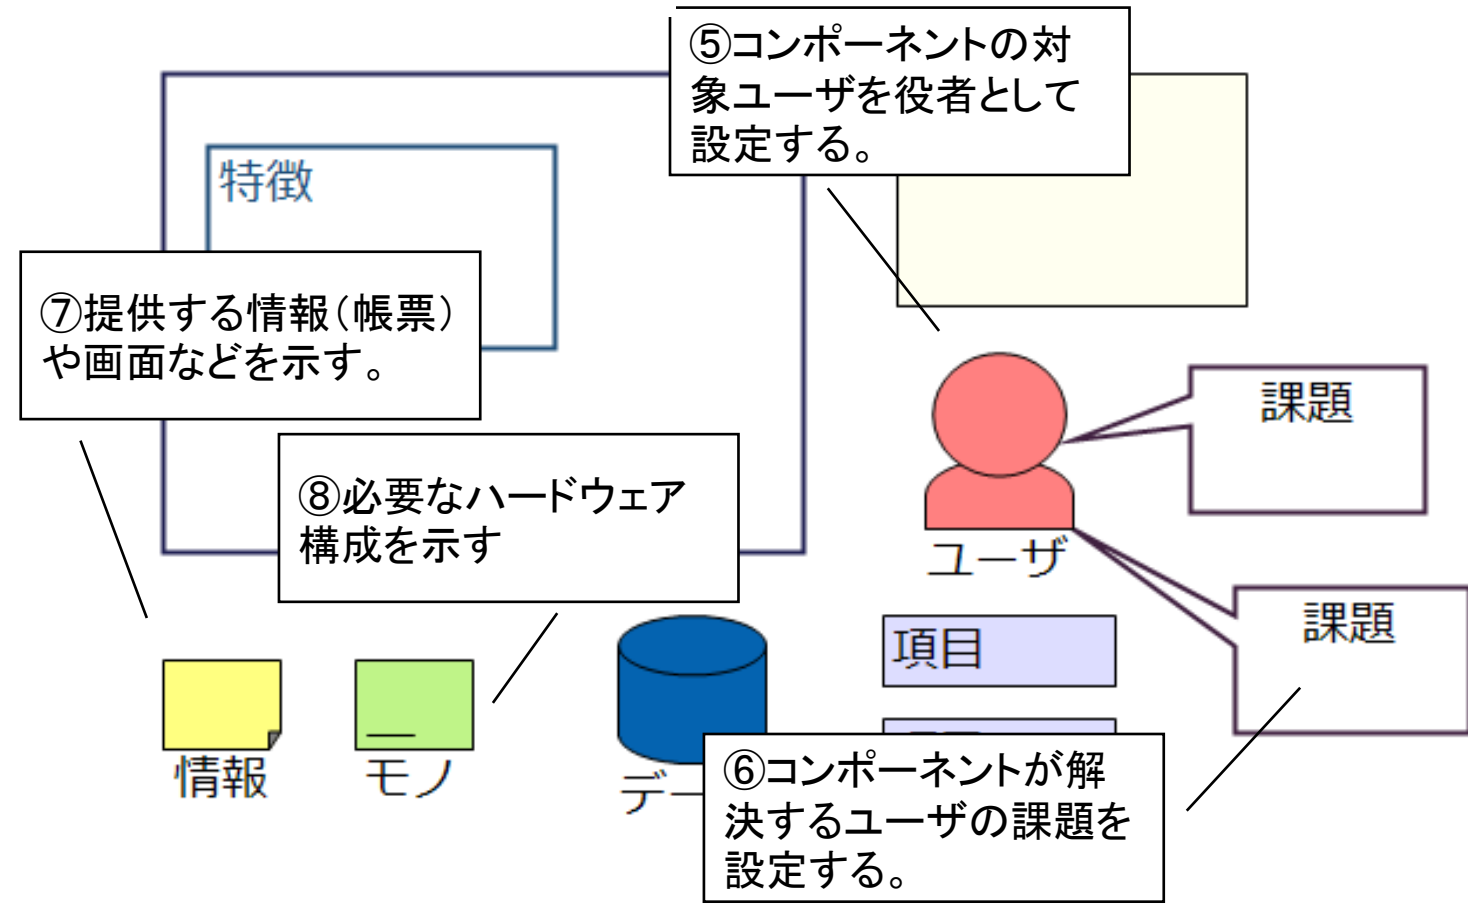 ⑤コンポーネントの対
象ユーザを役者として
設定する。
特徴
⑦提供する情報（帳票）
や画面などを示す。
課題
⑧必要なハードウェア
構成を示す
ユーザ
課題
項目
情報
モノ
⑥コンポーネントが解
決するユーザの課題を
設定する。